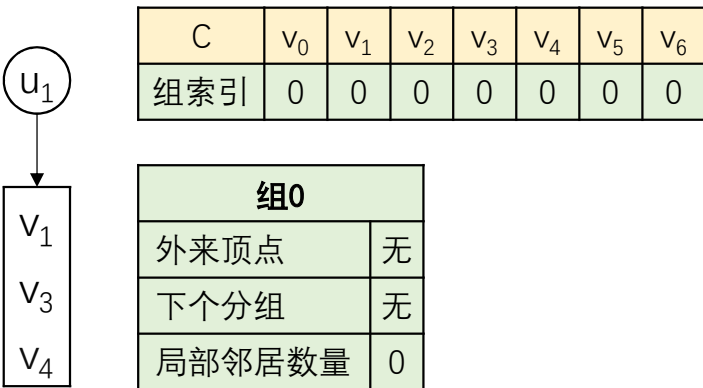 C v₀ v₁ v₂ v₃ v₄ v₅ v₆
组索引 0 0 0 0 0 0 0
u₁
组0
外来顶点 无
下个分组 无
局部邻居数量 0
v₁
v₃
v₄